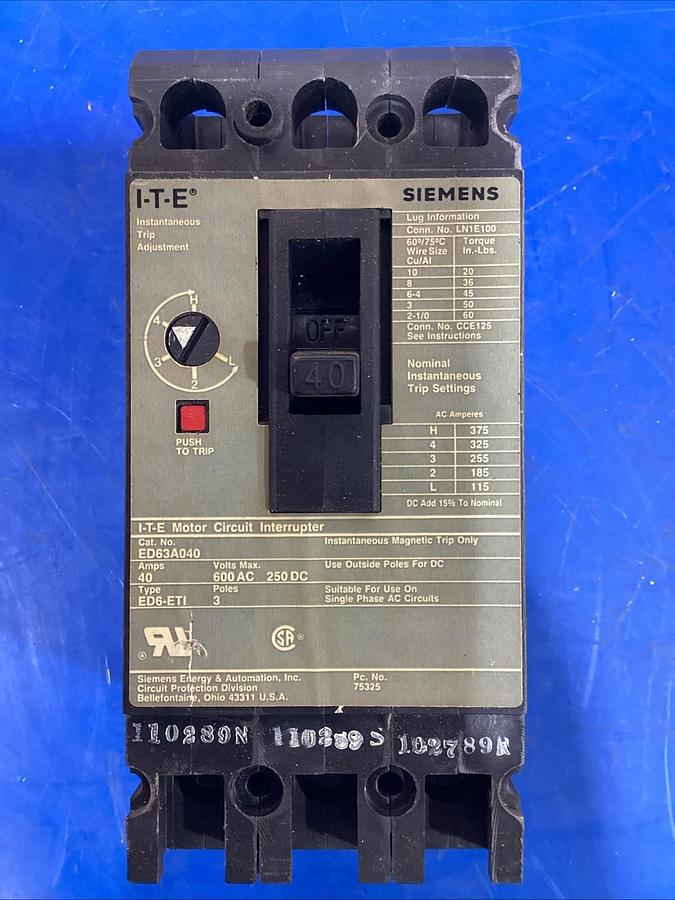 I-T-E®
SIEMENS
Instantaneous
Trip
Adjustment
H
4
3
2
L
PUSH
TO TRIP
OFF
40
Lug Information
Conn. No. LN1E100
60°/75°C Torque
Wire Size In.-Lbs.
Cu/Al
10 20
8 36
6-4 45
3 50
2-1/0 60
Conn. No. CCE125
See Instructions
Nominal
Instantaneous
Trip Settings
AC Amperes
H 375
4 325
3 255
2 185
L 115
DC Add 15% To Nominal
I-T-E Motor Circuit Interrupter
Cat. No. Instantaneous Magnetic Trip Only
ED63A040
Amps Volts Max. Use Outside Poles For DC
40 600 AC 250 DC
Type Poles Suitable For Use On
ED6-ETI 3 Single Phase AC Circuits
UL ®
SA ®
Siemens Energy & Automation, Inc. Pc. No.
Circuit Protection Division 75325
Bellefontaine, Ohio 43311 U.S.A.
110289N 110289 S 102789R